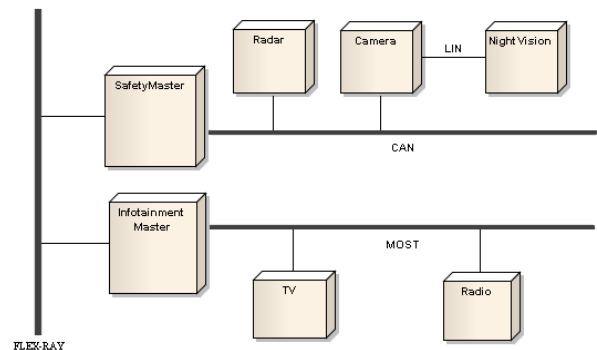 Radar
Camera
LIN
NightVision
SafetyMaster
CAN
Infotainment
Master
MOST
TV
Radio
FLEX-RAY